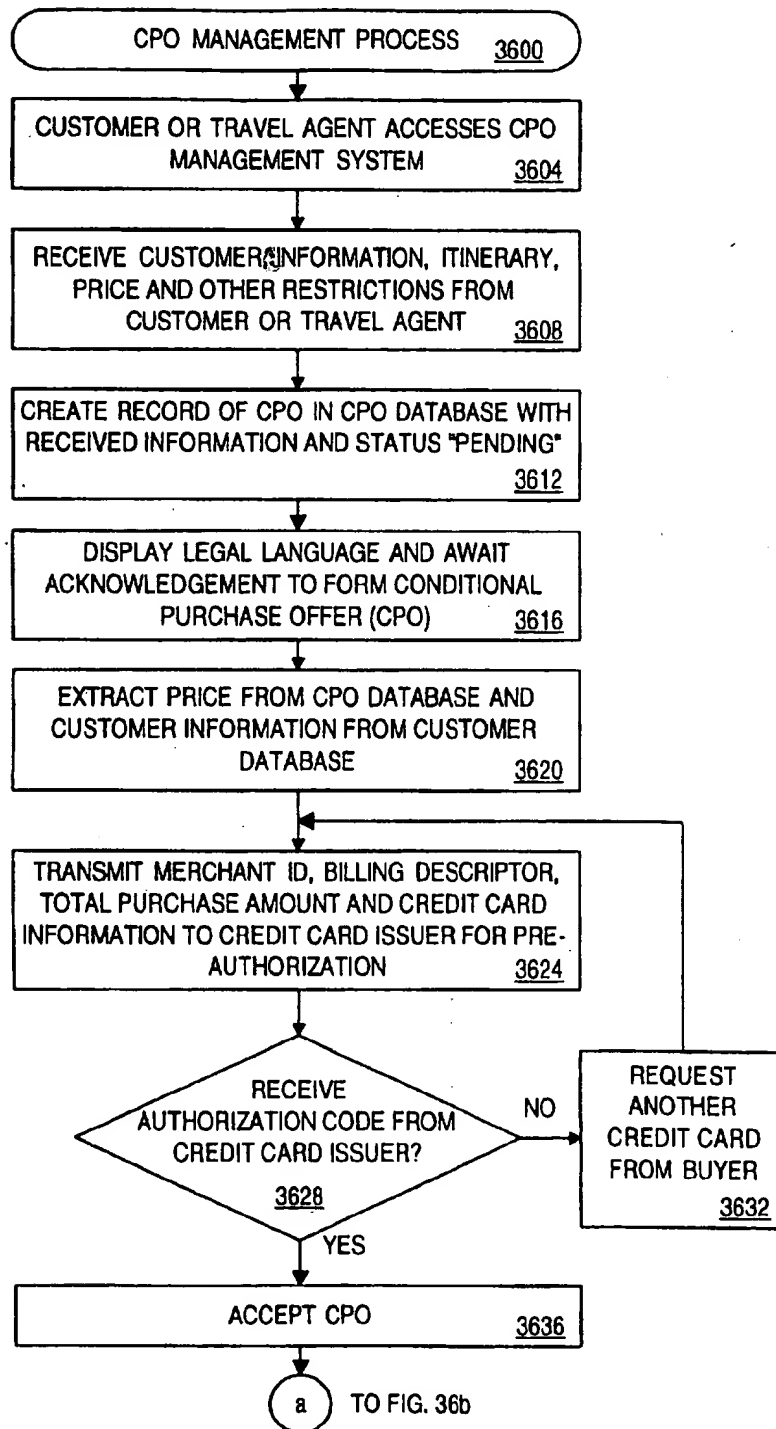 CPO MANAGEMENT PROCESS 3600
CUSTOMER OR TRAVEL AGENT ACCESSES CPO
MANAGEMENT SYSTEM
3604
RECEIVE CUSTOMER INFORMATION, ITINERARY,
PRICE AND OTHER RESTRICTIONS FROM
CUSTOMER OR TRAVEL AGENT 3608
CREATE RECORD OF CPO IN CPO DATABASE WITH
RECEIVED INFORMATION AND STATUS "PENDING"
3612
DISPLAY LEGAL LANGUAGE AND AWAIT
ACKNOWLEDGEMENT TO FORM CONDITIONAL
PURCHASE OFFER (CPO) 3616
EXTRACT PRICE FROM CPO DATABASE AND
CUSTOMER INFORMATION FROM CUSTOMER
DATABASE 3620
TRANSMIT MERCHANT ID, BILLING DESCRIPTOR,
TOTAL PURCHASE AMOUNT AND CREDIT CARD
INFORMATION TO CREDIT CARD ISSUER FOR PRE-
AUTHORIZATION 3624
RECEIVE
AUTHORIZATION CODE FROM
CREDIT CARD ISSUER?
3628
NO
REQUEST
ANOTHER
CREDIT CARD
FROM BUYER
3632
YES
ACCEPT CPO 3636
a TO FIG. 36b